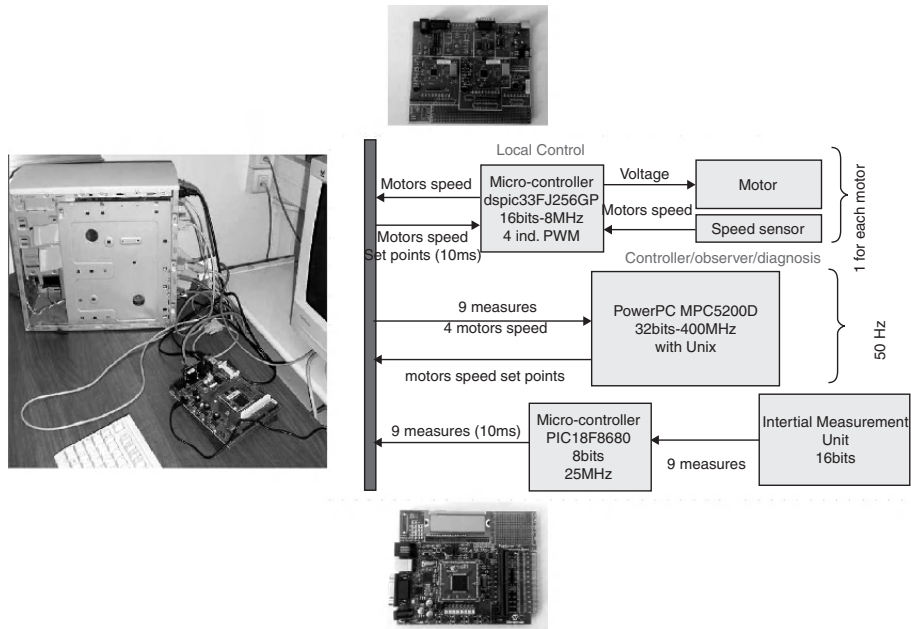 Local Control
Motors speed
Micro-controller
dspic33FJ256GP
16bits-8MHz
4 ind. PWM
Voltage
Motor
Motors speed
Speed sensor
Motors speed
Set points (10ms)
1 for each motor
Controller/observer/diagnosis
9 measures
4 motors speed
PowerPC MPC5200D
32bits-400MHz
with Unix
50 Hz
motors speed set points
9 measures (10ms)
Micro-controller
PIC18F8680
8bits
25MHz
9 measures
Intertial Measurement
Unit
16bits